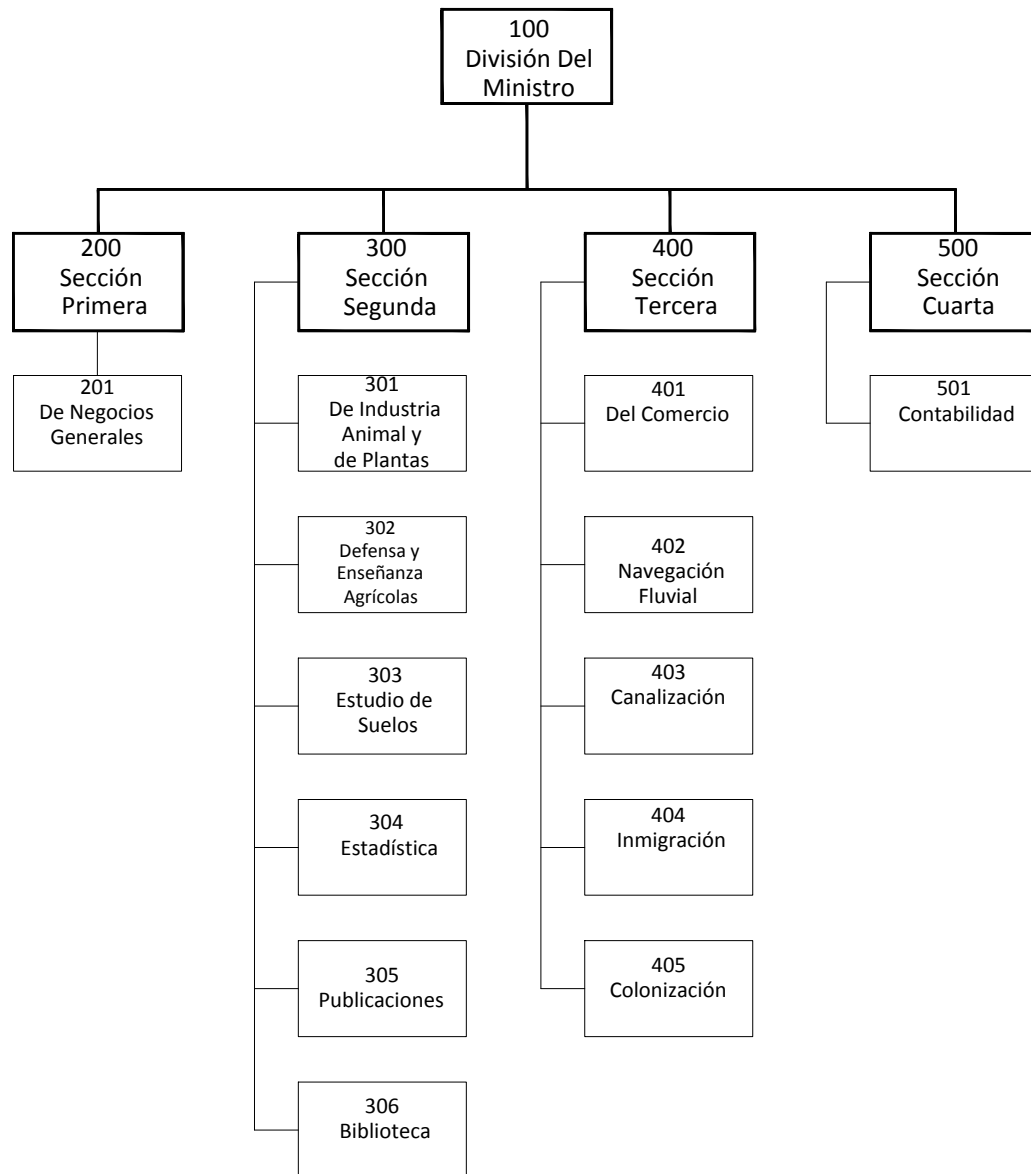 100
División Del
Ministro
200
Sección
Primera
300
Sección
Segunda
400
Sección
Tercera
500
Sección
Cuarta
201
De Negocios
Generales
301
De Industria
Animal y
de Plantas
401
Del Comercio
501
Contabilidad
302
Defensa y
Enseñanza
Agrícolas
402
Navegación
Fluvial
303
Estudio de
Suelos
403
Canalización
304
Estadística
404
Inmigración
305
Publicaciones
405
Colonización
306
Biblioteca